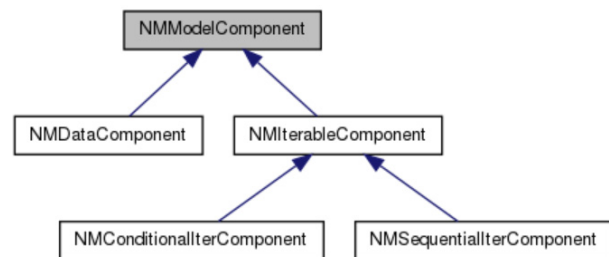 NMModelComponent
NMDataComponent
NMIterableComponent
NMConditionalIterComponent
NMSequentialIterComponent